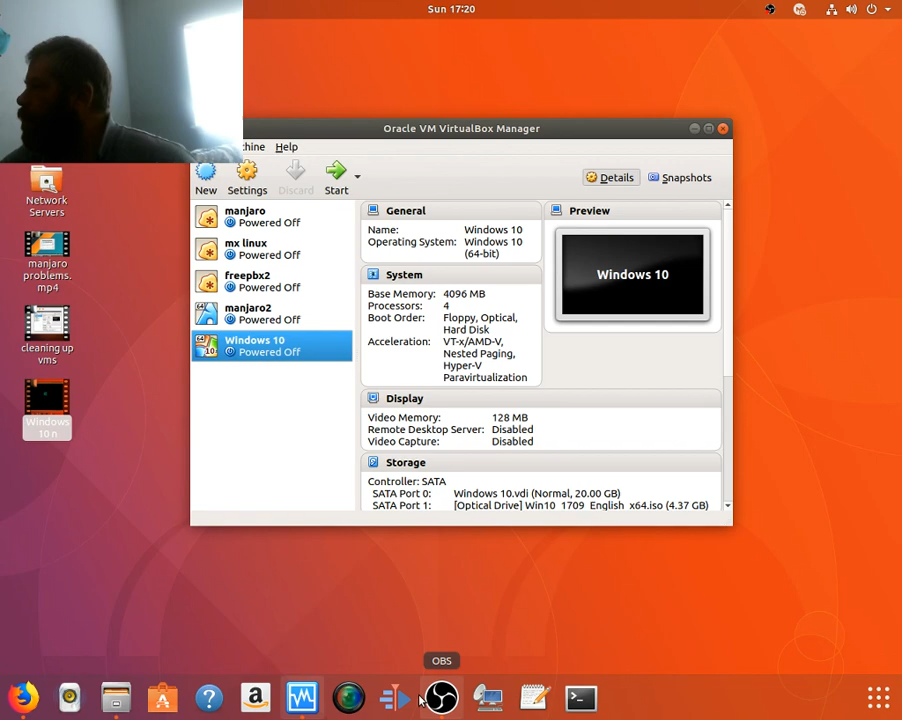 Sun 17:20
Oracle VM VirtualBox Manager
chine Help
New Settings Discard Start Details Snapshots
Network
Servers
manjaro
problems.
mp4
cleaning up
vms
Windows
10 n
manjaro
Powered Off
mx linux
Powered Off
freepbx2
Powered Off
64
manjaro2
Powered Off
64
10
Windows 10
Powered Off
General
Name: Windows 10
Operating System: Windows 10
(64-bit)
System
Base Memory: 4096 MB
Processors: 4
Boot Order: Floppy, Optical,
Hard Disk
Acceleration: VT-x/AMD-V,
Nested Paging,
Hyper-V
Paravirtualization
Preview
Windows 10
Display
Video Memory: 128 MB
Remote Desktop Server: Disabled
Video Capture: Disabled
Storage
Controller: SATA
SATA Port 0: Windows 10.vdi (Normal, 20.00 GB)
SATA Port 1: [Optical Drive] Win10_1709_English_x64.iso (4.37 GB)
OBS